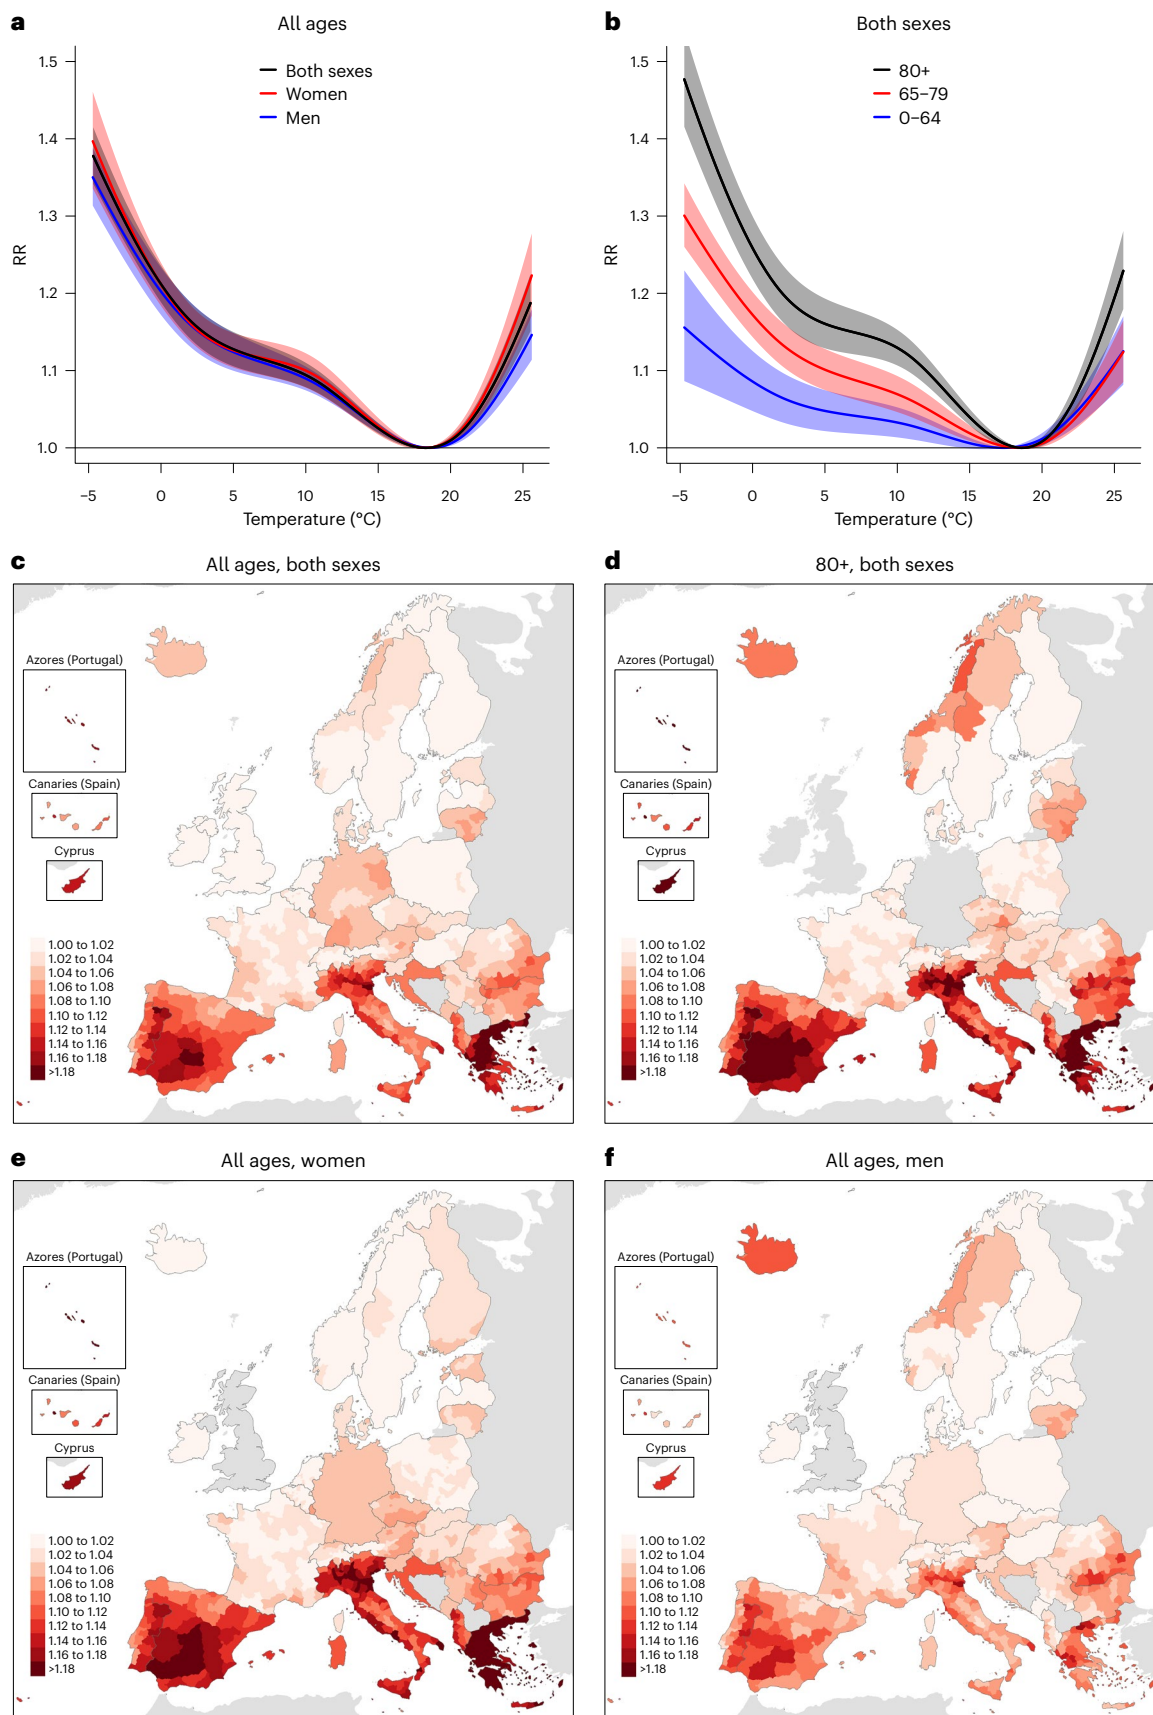 a
All ages
1.5
1.4
1.3
1.2
1.1
1.0
RR
Both sexes
Women
Men
−5
0
5
10
15
20
25
Temperature (°C)
b
Both sexes
1.5
1.4
1.3
1.2
1.1
1.0
RR
80+
65–79
0–64
−5
0
5
10
15
20
25
Temperature (°C)
c
All ages, both sexes
Azores (Portugal)
Canaries (Spain)
Cyprus
1.00 to 1.02
1.02 to 1.04
1.04 to 1.06
1.06 to 1.08
1.08 to 1.10
1.10 to 1.12
1.12 to 1.14
1.14 to 1.16
1.16 to 1.18
>1.18
d
80+, both sexes
Azores (Portugal)
Canaries (Spain)
Cyprus
1.00 to 1.02
1.02 to 1.04
1.04 to 1.06
1.06 to 1.08
1.08 to 1.10
1.10 to 1.12
1.12 to 1.14
1.14 to 1.16
1.16 to 1.18
>1.18
e
All ages, women
Azores (Portugal)
Canaries (Spain)
Cyprus
1.00 to 1.02
1.02 to 1.04
1.04 to 1.06
1.06 to 1.08
1.08 to 1.10
1.10 to 1.12
1.12 to 1.14
1.14 to 1.16
1.16 to 1.18
>1.18
f
All ages, men
Azores (Portugal)
Canaries (Spain)
Cyprus
1.00 to 1.02
1.02 to 1.04
1.04 to 1.06
1.06 to 1.08
1.08 to 1.10
1.10 to 1.12
1.12 to 1.14
1.14 to 1.16
1.16 to 1.18
>1.18